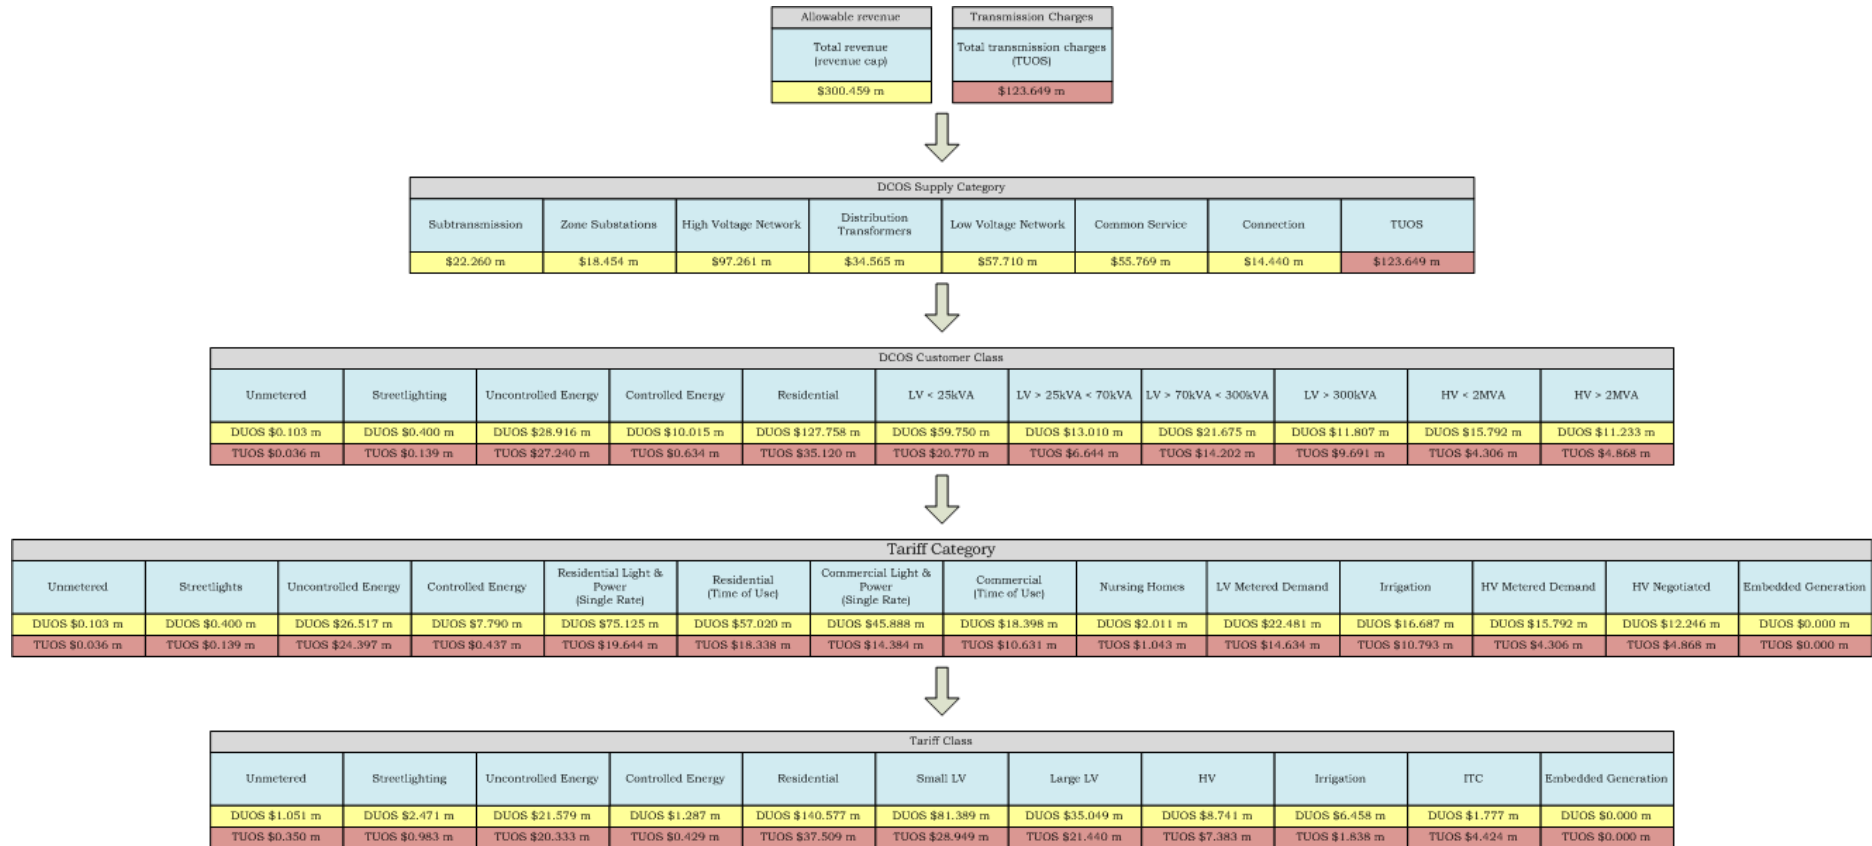 Allowable revenue
Transmission Charges
Total revenue
(revenue cap)
Total transmission charges
(TUOS)
$300.459 m
$123.649 m
DCOS Supply Category
Subtransmission
Zone Substations
High Voltage Network
Distribution
Transformers
Low Voltage Network
Common Service
Connection
TUOS
$22.260 m
$18.454 m
$97.261 m
$34.565 m
$57.710 m
$55.769 m
$14.440 m
$123.649 m
DCOS Customer Class
Unmetered
Streetlighting
Uncontrolled Energy
Controlled Energy
Residential
LV < 25kVA
LV > 25kVA < 70kVA
LV > 70kVA < 300kVA
LV > 300kVA
HV < 2MVA
HV > 2MVA
DUOS $0.103 m
DUOS $0.400 m
DUOS $28.916 m
DUOS $10.015 m
DUOS $127.758 m
DUOS $59.750 m
DUOS $13.010 m
DUOS $21.675 m
DUOS $11.807 m
DUOS $15.792 m
DUOS $11.233 m
TUOS $0.036 m
TUOS $0.139 m
TUOS $27.240 m
TUOS $0.634 m
TUOS $35.120 m
TUOS $20.770 m
TUOS $6.644 m
TUOS $14.202 m
TUOS $9.691 m
TUOS $4.306 m
TUOS $4.868 m
Tariff Category
Unmetered
Streetlights
Uncontrolled Energy
Controlled Energy
Residential Light &
Power
(Single Rate)
Residential
(Time of Use)
Commercial Light &
Power
(Single Rate)
Commercial
(Time of Use)
Nursing Homes
LV Metered Demand
Irrigation
HV Metered Demand
HV Negotiated
Embedded Generation
DUOS $0.103 m
DUOS $0.400 m
DUOS $26.517 m
DUOS $7.790 m
DUOS $75.125 m
DUOS $57.020 m
DUOS $45.888 m
DUOS $18.398 m
DUOS $2.011 m
DUOS $22.481 m
DUOS $16.687 m
DUOS $15.792 m
DUOS $12.246 m
DUOS $0.000 m
TUOS $0.036 m
TUOS $0.139 m
TUOS $24.397 m
TUOS $0.437 m
TUOS $19.644 m
TUOS $18.338 m
TUOS $14.384 m
TUOS $10.631 m
TUOS $1.043 m
TUOS $14.634 m
TUOS $10.793 m
TUOS $4.306 m
TUOS $4.868 m
TUOS $0.000 m
Tariff Class
Unmetered
Streetlighting
Uncontrolled Energy
Controlled Energy
Residential
Small LV
Large LV
HV
Irrigation
ITC
Embedded Generation
DUOS $1.051 m
DUOS $2.471 m
DUOS $21.579 m
DUOS $1.287 m
DUOS $140.577 m
DUOS $81.389 m
DUOS $35.049 m
DUOS $8.741 m
DUOS $6.458 m
DUOS $1.777 m
DUOS $0.000 m
TUOS $0.350 m
TUOS $0.983 m
TUOS $20.333 m
TUOS $0.429 m
TUOS $37.509 m
TUOS $28.949 m
TUOS $21.440 m
TUOS $7.383 m
TUOS $1.838 m
TUOS $4.424 m
TUOS $0.000 m